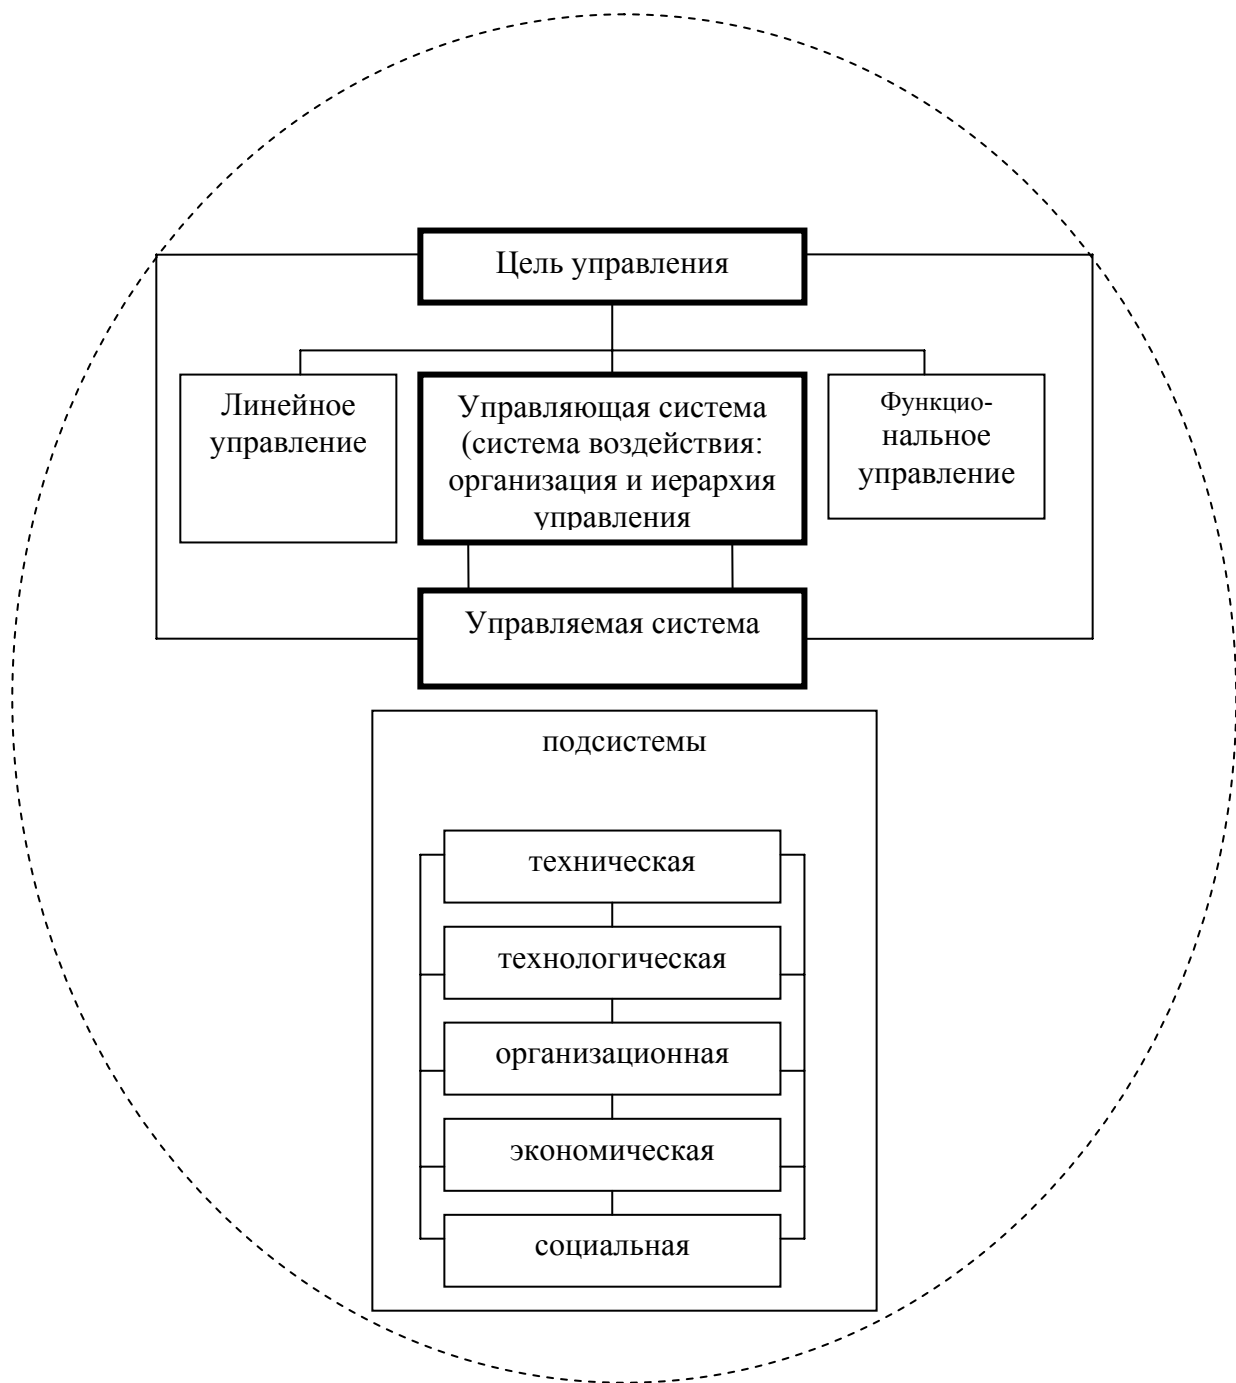 Цель управления
Линейное
управление
Управляющая система
(система воздействия:
организация и иерархия
управления
Функцио-
нальное
управление
Управляемая система
подсистемы
техническая
технологическая
организационная
экономическая
социальная